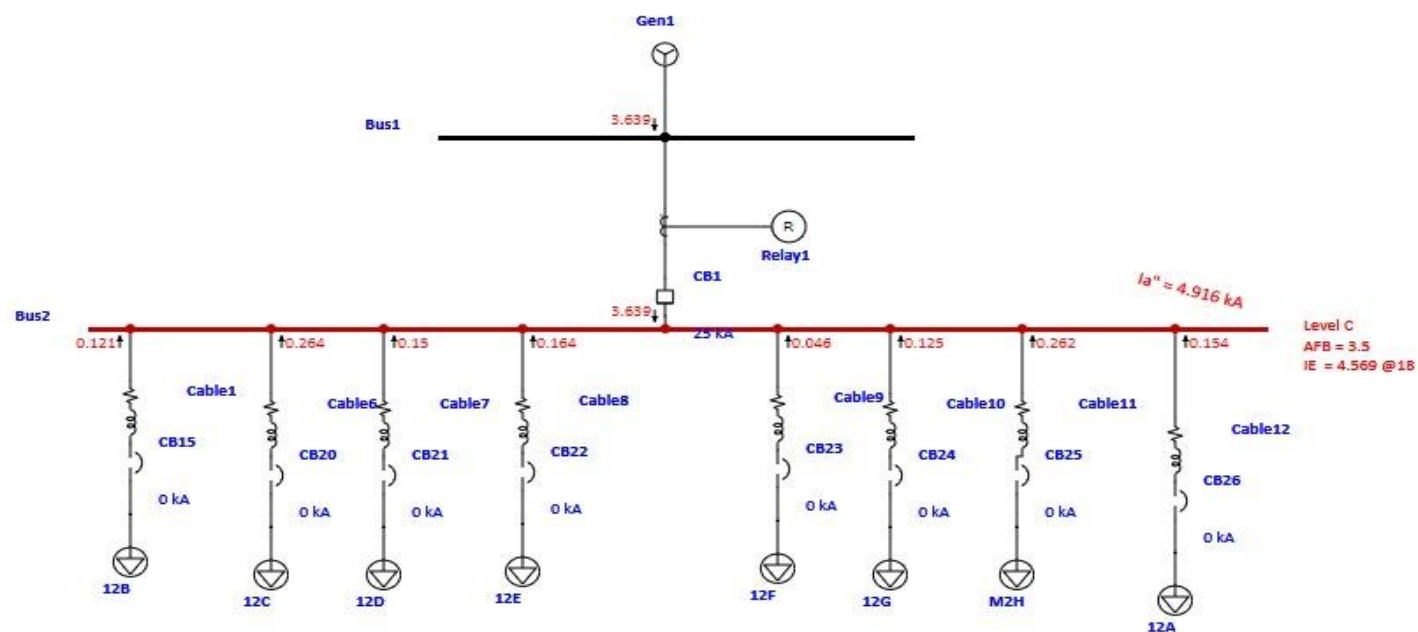 Gen1
3.639
Bus1
R
Relay1
CB1
Ia" = 4.916 kA
Bus2
3.639
25 kA
Level C
AFB = 3.5
IE = 4.569 @18
0.121
0.264
0.15
0.164
0.046
0.125
0.262
0.154
Cable1
Cable6
Cable7
Cable8
Cable9
Cable10
Cable11
Cable12
CB15
CB20
CB21
CB22
CB23
CB24
CB25
CB26
0 kA
0 kA
0 kA
0 kA
0 kA
0 kA
0 kA
0 kA
12B
12C
12D
12E
12F
12G
M2H
12A